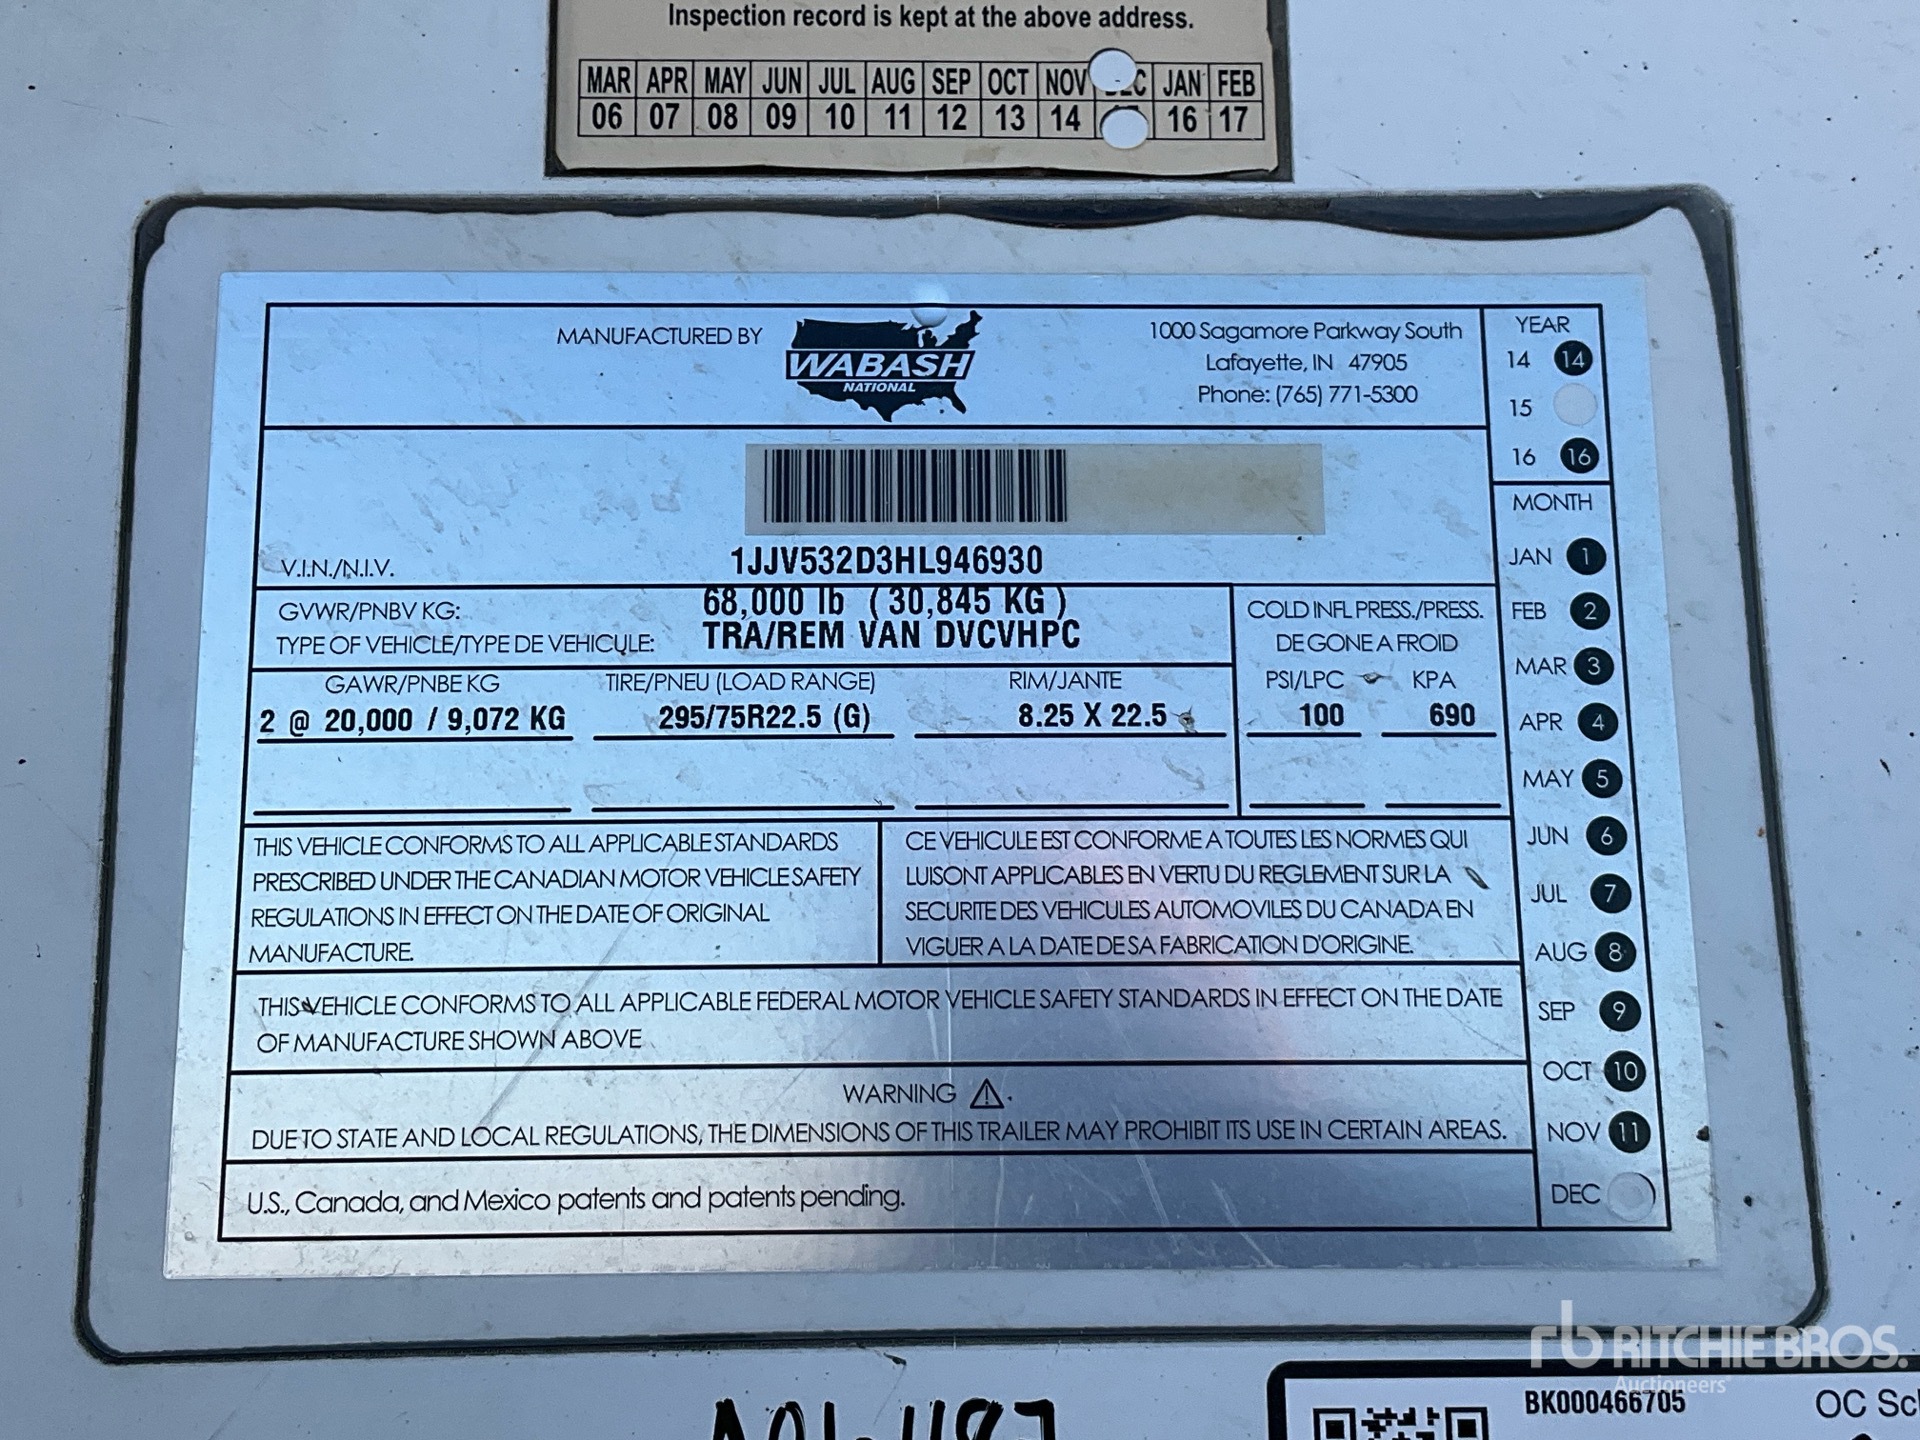 Inspection record is kept at the above address.
MAR APR MAY JUN JUL AUG SEP OCT NOV JAN FEB
06 07 08 09 10 11 12 13 14 16 17
MANUFACTURED BY
WABASH
NATIONAL
1000 Sagamore Parkway South
Lafayette, IN 47905
Phone: (765) 771-5300
YEAR
14 14
15
16 16
V.I.N./N.I.V. 1JJV532D3HL946930
GVWR/PNBV KG: 68,000 lb ( 30,845 KG )
TYPE OF VEHICLE/TYPE DE VEHICULE: TRA/REM VAN DVCVHPC
COLD INFL PRESS./PRESS.
DE GONE A FROID
GAWR/PNBE KG TIRE/PNEU (LOAD RANGE) RIM/JANTE PSI/LPC KPA
2 @ 20,000 / 9,072 KG 295/75R22.5 (G) 8.25 X 22.5 100 690
THIS VEHICLE CONFORMS TO ALL APPLICABLE STANDARDS
PRESCRIBED UNDER THE CANADIAN MOTOR VEHICLE SAFETY
REGULATIONS IN EFFECT ON THE DATE OF ORIGINAL
MANUFACTURE.
CE VEHICULE EST CONFORME A TOUTES LES NORMES QUI
LUISONT APPLICABLES EN VERTU DU REGLEMENT SUR LA
SECURITE DES VEHICULES AUTOMOVILES DU CANADA EN
VIGUER A LA DATE DE SA FABRICATION D'ORIGINE.
THIS VEHICLE CONFORMS TO ALL APPLICABLE FEDERAL MOTOR VEHICLE SAFETY STANDARDS IN EFFECT ON THE DATE
OF MANUFACTURE SHOWN ABOVE
WARNING
DUE TO STATE AND LOCAL REGULATIONS, THE DIMENSIONS OF THIS TRAILER MAY PROHIBIT ITS USE IN CERTAIN AREAS.
U.S., Canada, and Mexico patents and patents pending.
MONTH
JAN 1
FEB 2
MAR 3
APR 4
MAY 5
JUN 6
JUL 7
AUG 8
SEP 9
OCT 10
NOV 11
DEC
rb RITCHIE BROS.
Auctioneers
BK000466705 OC